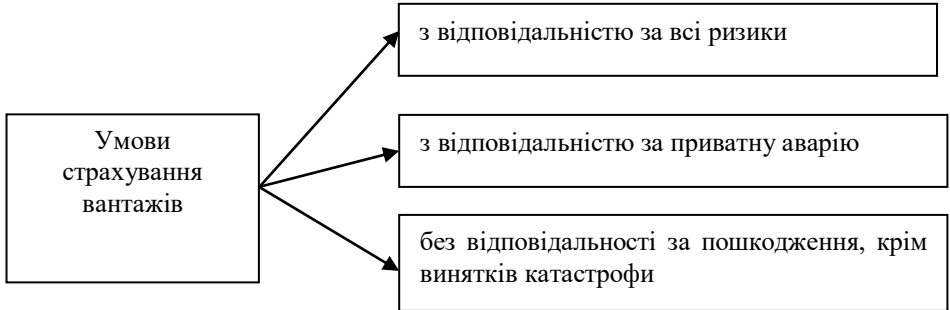 з відповідальністю за всі ризики
Умови
страхування
вантажів
з відповідальністю за приватну аварію
без відповідальності за пошкодження, крім
винятків катастрофи